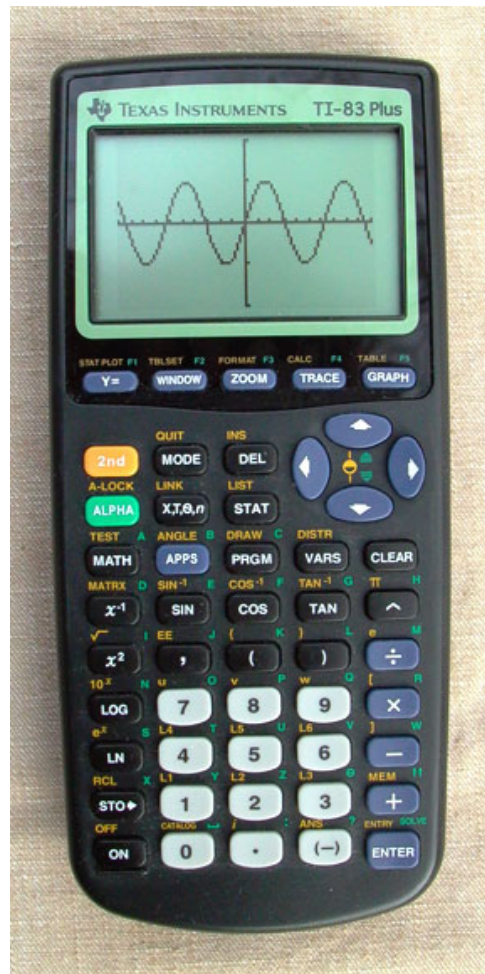 TEXAS INSTRUMENTS TI-83 Plus
STAT PLOT F1 TBLSET F2 FORMAT F3 CALC F4 TABLE F5
Y= WINDOW ZOOM TRACE GRAPH
QUIT INS
2nd MODE DEL
A-LOCK LINK LIST
ALPHA X,T,θ,n STAT
TEST A ANGLE B DRAW C DISTR
MATH APPS PRGM VARS CLEAR
MATRX D SIN⁻¹ E COS⁻¹ F TAN⁻¹ G π H
x⁻¹ SIN COS TAN ^
√ I EE J { K } L e M
x² , ( ) ÷
10ˣ N u O v P w Q [ R
LOG 7 8 9 ×
eˣ S L4 T L5 U L6 V ] W
LN 4 5 6 −
RCL X L1 Y L2 Z L3 θ MEM "
STO▸ 1 2 3 +
OFF CATALOG ⎵ i : ANS ? ENTRY SOLVE
ON 0 . (−) ENTER